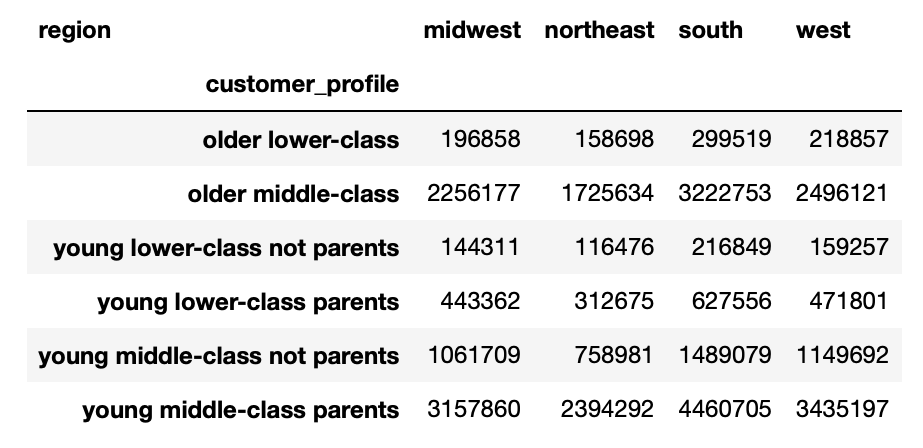 region midwest northeast south west
customer_profile
older lower-class 196858 158698 299519 218857
older middle-class 2256177 1725634 3222753 2496121
young lower-class not parents 144311 116476 216849 159257
young lower-class parents 443362 312675 627556 471801
young middle-class not parents 1061709 758981 1489079 1149692
young middle-class parents 3157860 2394292 4460705 3435197